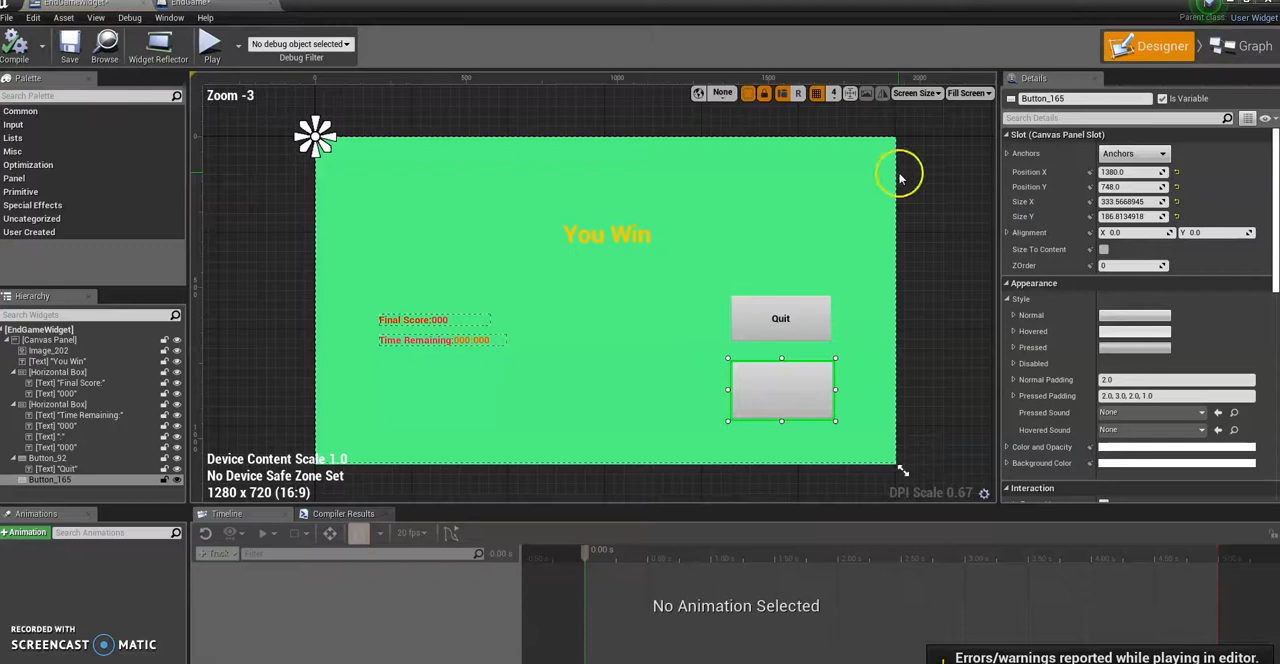 EndGameWidget*
EndGame*
Parent class: User Widget
File Edit Asset View Debug Window Help
Compile Save Browse Widget Reflector Play
No debug object selected
Debug Filter
Designer
Graph
Palette
Search Palette
Common
Input
Lists
Misc
Optimization
Panel
Primitive
Special Effects
Uncategorized
User Created
Hierarchy
Search Widgets
[EndGameWidget]
[Canvas Panel]
Image_202
[Text] "You Win"
[Horizontal Box]
[Text] "Final Score:"
[Text] "000"
[Horizontal Box]
[Text] "Time Remaining:"
[Text] "000"
[Text] "."
[Text] "000"
Button_92
[Text] "Quit"
Button_165
0 500 1000 1500 2000
Zoom -3
None
R
4
Screen Size
Fill Screen
You Win
Final Score:000
Time Remaining:000.000
Quit
Device Content Scale 1.0
No Device Safe Zone Set
1280 x 720 (16:9)
DPI Scale 0.67
Details
Button_165
Is Variable
Search Details
Slot (Canvas Panel Slot)
Anchors
Anchors
Position X
1380.0
Position Y
748.0
Size X
333.5668945
Size Y
186.8134918
Alignment
X 0.0
Y 0.0
Size To Content
ZOrder
0
Appearance
Style
Normal
Hovered
Pressed
Disabled
Normal Padding
2.0
Pressed Padding
2.0, 3.0, 2.0, 1.0
Pressed Sound
None
Hovered Sound
None
Color and Opacity
Background Color
Interaction
Animations
+ Animation
Search Animations
Timeline
Compiler Results
20 fps
+ Track
Filter
0.00 s
0.00 s
No Animation Selected
RECORDED WITH
SCREENCAST MATIC
Errors/warnings reported while playing in editor.